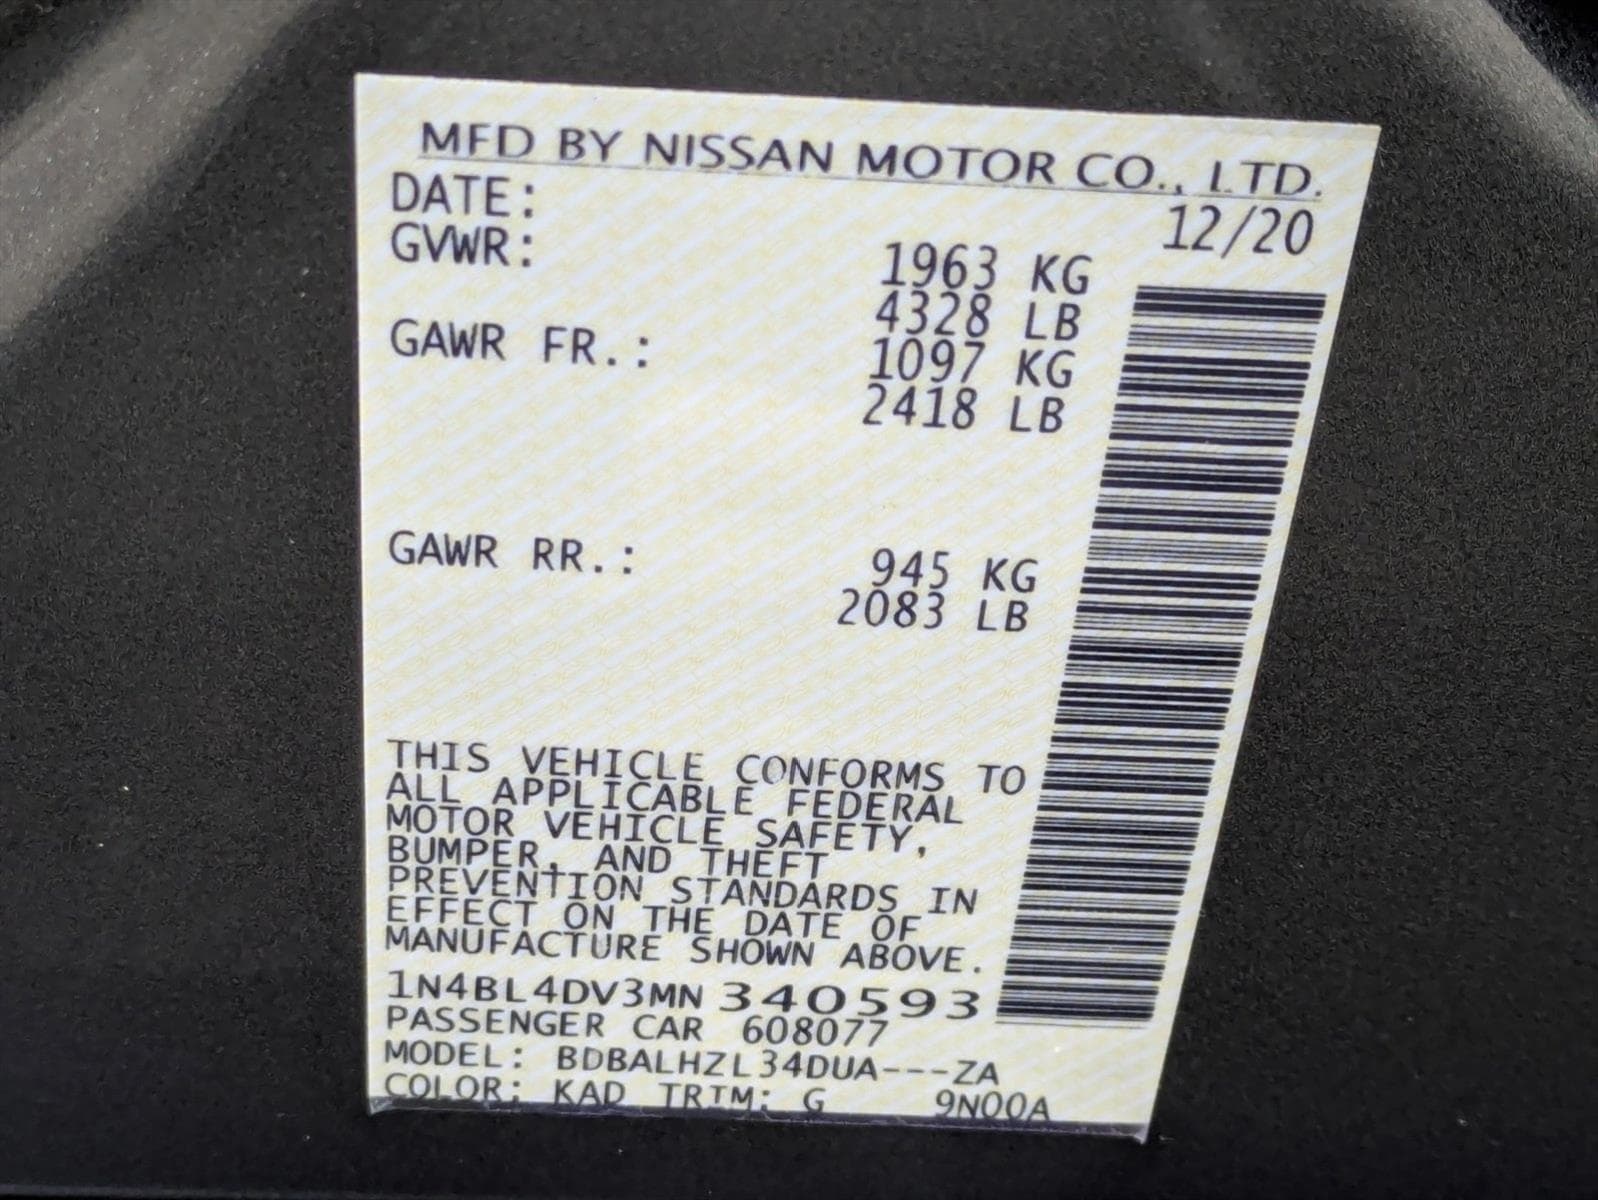 MFD BY NISSAN MOTOR CO., LTD.
DATE: 12/20
GVWR: 1963 KG
4328 LB
GAWR FR.: 1097 KG
2418 LB
GAWR RR.: 945 KG
2083 LB
THIS VEHICLE CONFORMS TO
ALL APPLICABLE FEDERAL
MOTOR VEHICLE SAFETY,
BUMPER, AND THEFT
PREVENTION STANDARDS IN
EFFECT ON THE DATE OF
MANUFACTURE SHOWN ABOVE.
1N4BL4DV3MN 340593
PASSENGER CAR 608077
MODEL: BDBALHZL34DUA---ZA
COLOR: KAD TRIM: G 9N00A